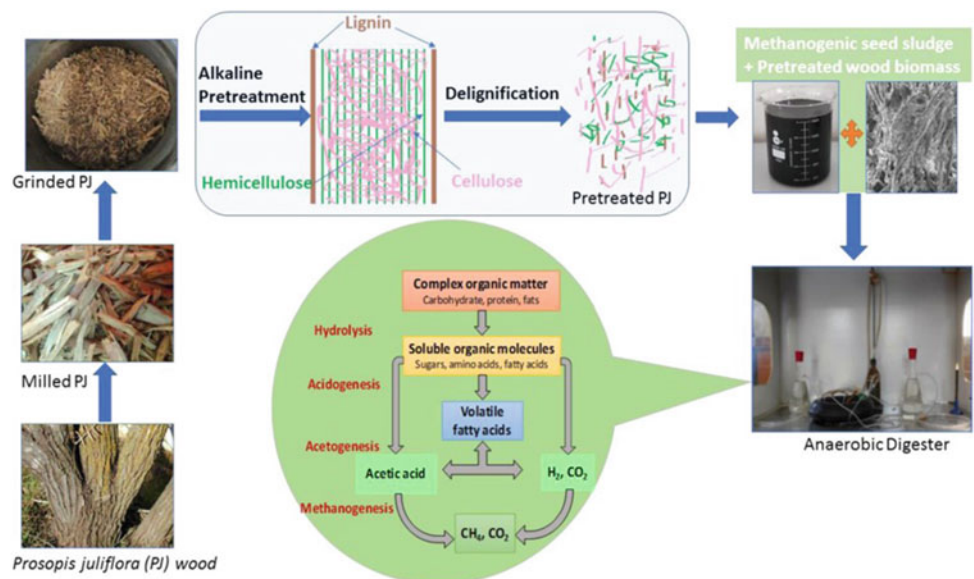 Lignin
Alkaline
Pretreatment
Delignification
Hemicellulose
Cellulose
Pretreated PJ
Methanogenic seed sludge
+ Pretreated wood biomass
Grinded PJ
Milled PJ
Prosopis juliflora (PJ) wood
Complex organic matter
Carbohydrate, protein, fats
Hydrolysis
Soluble organic molecules
Sugars, amino acids, fatty acids
Acidogenesis
Volatile
fatty acids
Acetogenesis
Acetic acid
H₂, CO₂
Methanogenesis
CH₄, CO₂
Anaerobic Digester